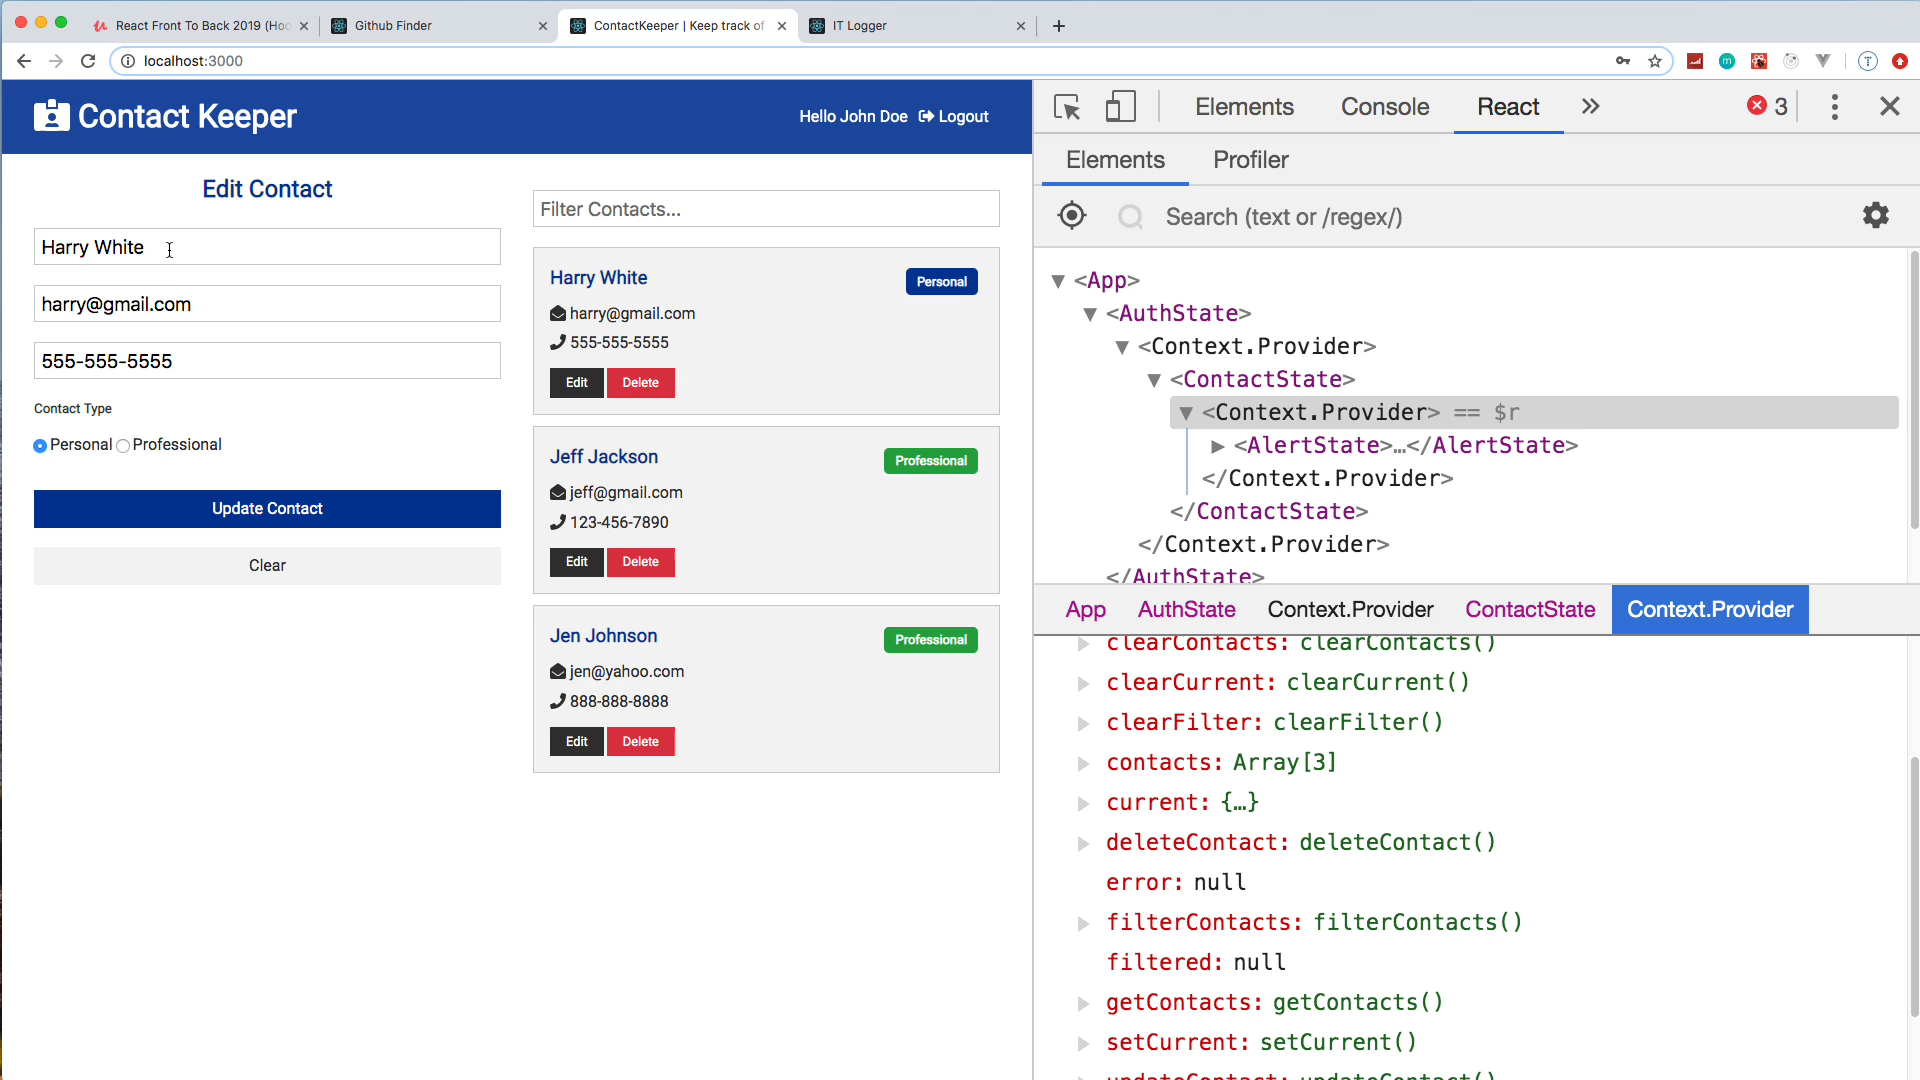 React Front To Back 2019 (Hoo
Github Finder
ContactKeeper | Keep track of
IT Logger
localhost:3000
Contact Keeper
Hello John Doe
Logout
Edit Contact
Harry White
harry@gmail.com
555-555-5555
Contact Type
Personal
Professional
Update Contact
Clear
Filter Contacts...
Harry White
Personal
harry@gmail.com
555-555-5555
Edit
Delete
Jeff Jackson
Professional
jeff@gmail.com
123-456-7890
Edit
Delete
Jen Johnson
Professional
jen@yahoo.com
888-888-8888
Edit
Delete
Elements
Console
React
3
Elements
Profiler
Search (text or /regex/)
<App>
<AuthState>
<Context.Provider>
<ContactState>
<Context.Provider> == $r
<AlertState>…</AlertState>
</Context.Provider>
</ContactState>
</Context.Provider>
</AuthState>
App
AuthState
Context.Provider
ContactState
Context.Provider
clearContacts: clearContacts()
clearCurrent: clearCurrent()
clearFilter: clearFilter()
contacts: Array[3]
current: {…}
deleteContact: deleteContact()
error: null
filterContacts: filterContacts()
filtered: null
getContacts: getContacts()
setCurrent: setCurrent()
updateContact: updateContact()